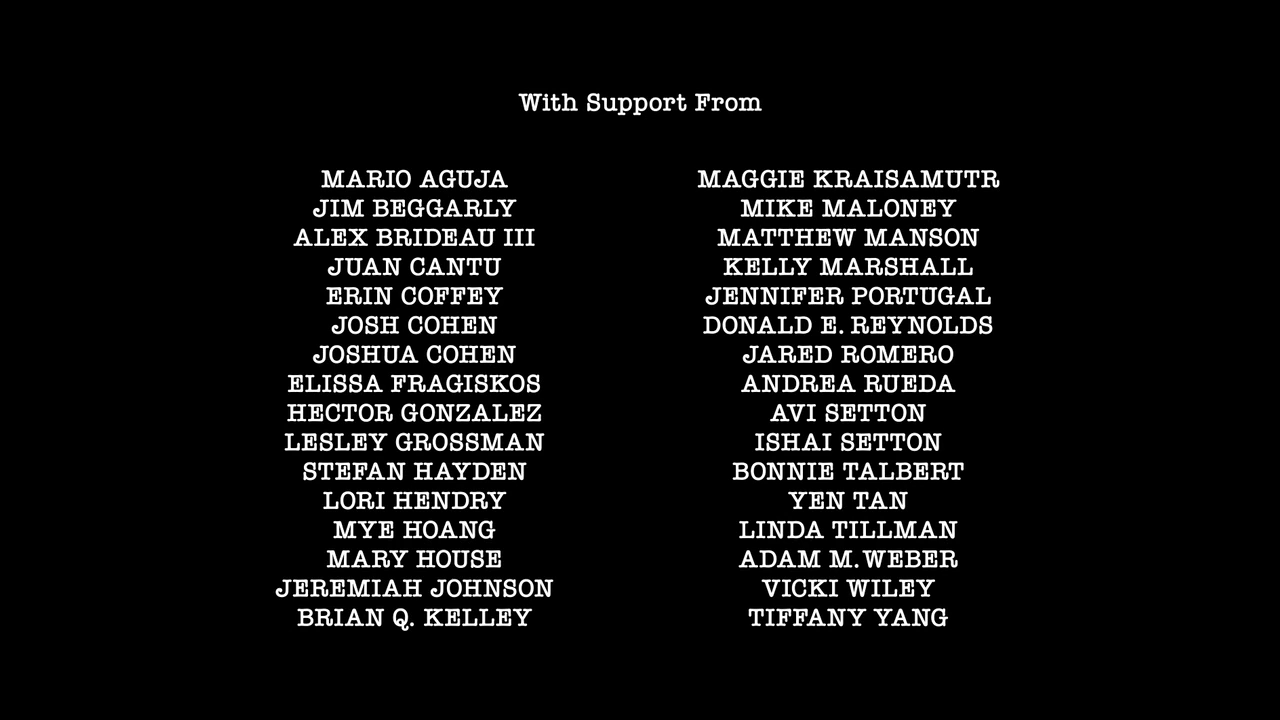 With Support From
MARIO AGUJA
JIM BEGGARLY
ALEX BRIDEAU III
JUAN CANTU
ERIN COFFEY
JOSH COHEN
JOSHUA COHEN
ELISSA FRAGISKOS
HECTOR GONZALEZ
LESLEY GROSSMAN
STEFAN HAYDEN
LORI HENDRY
MYE HOANG
MARY HOUSE
JEREMIAH JOHNSON
BRIAN Q. KELLEY
MAGGIE KRAISAMUTR
MIKE MALONEY
MATTHEW MANSON
KELLY MARSHALL
JENNIFER PORTUGAL
DONALD E. REYNOLDS
JARED ROMERO
ANDREA RUEDA
AVI SETTON
ISHAI SETTON
BONNIE TALBERT
YEN TAN
LINDA TILLMAN
ADAM M. WEBER
VICKI WILEY
TIFFANY YANG